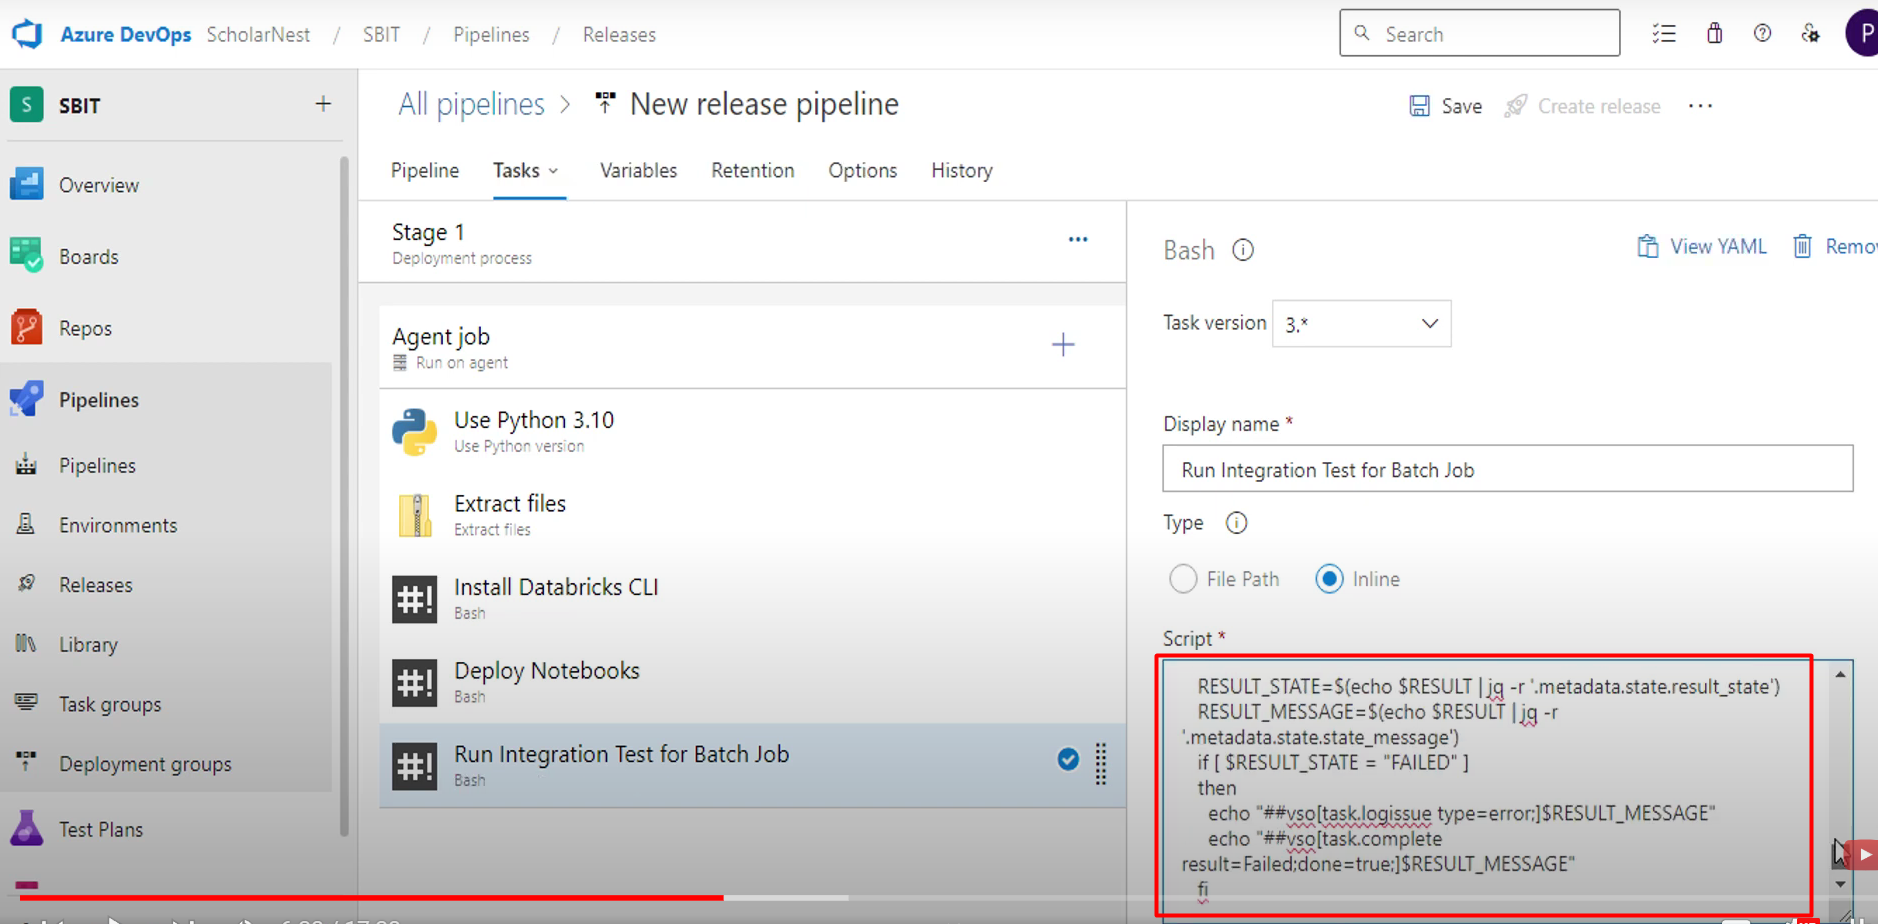 Azure DevOps ScholarNest / SBIT / Pipelines / Releases
Search
P
S SBIT +
All pipelines > New release pipeline
Save Create release ...
Pipeline Tasks Variables Retention Options History
Overview
Boards
Repos
Pipelines
Pipelines
Environments
Releases
Library
Task groups
Deployment groups
Test Plans
Stage 1
Deployment process
Agent job
Run on agent
Use Python 3.10
Use Python version
Extract files
Extract files
Install Databricks CLI
Bash
Deploy Notebooks
Bash
Run Integration Test for Batch Job
Bash
Bash
View YAML Remo
Task version 3.*
Display name *
Run Integration Test for Batch Job
Type
File Path Inline
Script *
RESULT_STATE=$(echo $RESULT | jq -r '.metadata.state.result_state')
RESULT_MESSAGE=$(echo $RESULT | jq -r
'.metadata.state.state_message')
if [ $RESULT_STATE = "FAILED" ]
then
echo "##vso[task.logissue type=error;]$RESULT_MESSAGE"
echo "##vso[task.complete
result=Failed;done=true;]$RESULT_MESSAGE"
fi